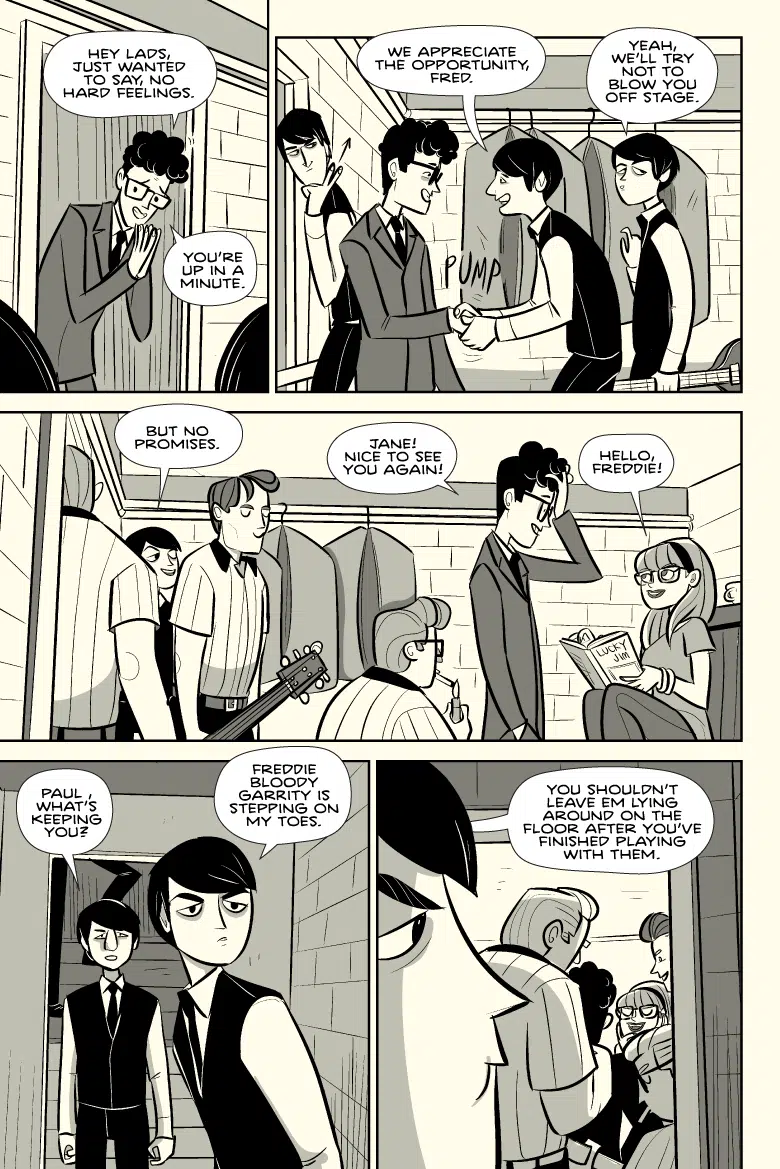 HEY LADS,
JUST WANTED
TO SAY, NO
HARD FEELINGS.
YOU'RE
UP IN A
MINUTE.
WE APPRECIATE
THE OPPORTUNITY,
FRED.
YEAH,
WE'LL TRY
NOT TO
BLOW YOU
OFF STAGE.
PUMP
BUT NO
PROMISES.
JANE!
NICE TO SEE
YOU AGAIN!
HELLO,
FREDDIE!
LUCKY
JIM
PAUL,
WHAT'S
KEEPING
YOU?
FREDDIE
BLOODY
GARRITY IS
STEPPING ON
MY TOES.
YOU SHOULDN'T
LEAVE EM LYING
AROUND ON THE
FLOOR AFTER YOU'VE
FINISHED PLAYING
WITH THEM.